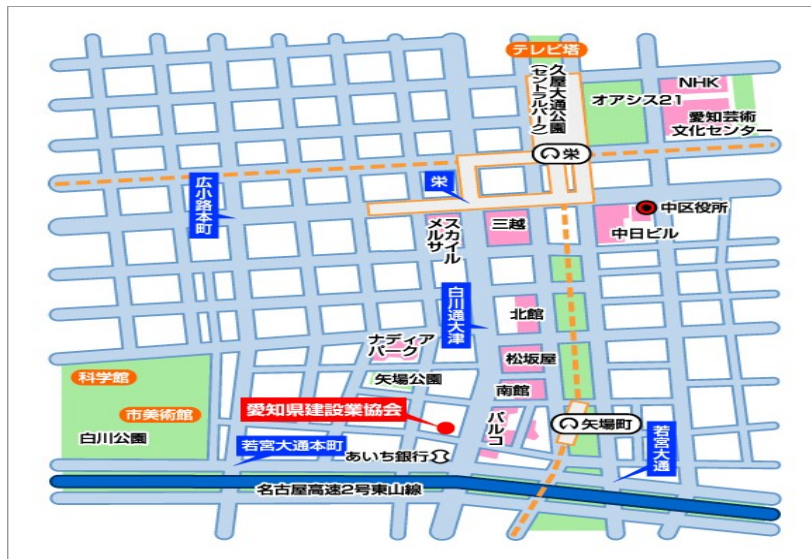 テレビ塔
久屋大通公園
(セントラルパーク)
NHK
オアシス21
愛知芸術
文化センター
栄
栄
広小路本町
中区役所
スカイル
メルサ
三越
中日ビル
白川通大津
北館
ナディア
パーク
松坂屋
科学館
矢場公園
南館
市美術館
愛知県建設業協会
パルコ
矢場町
白川公園
若宮大通本町
あいち銀行
若宮大通
名古屋高速2号東山線